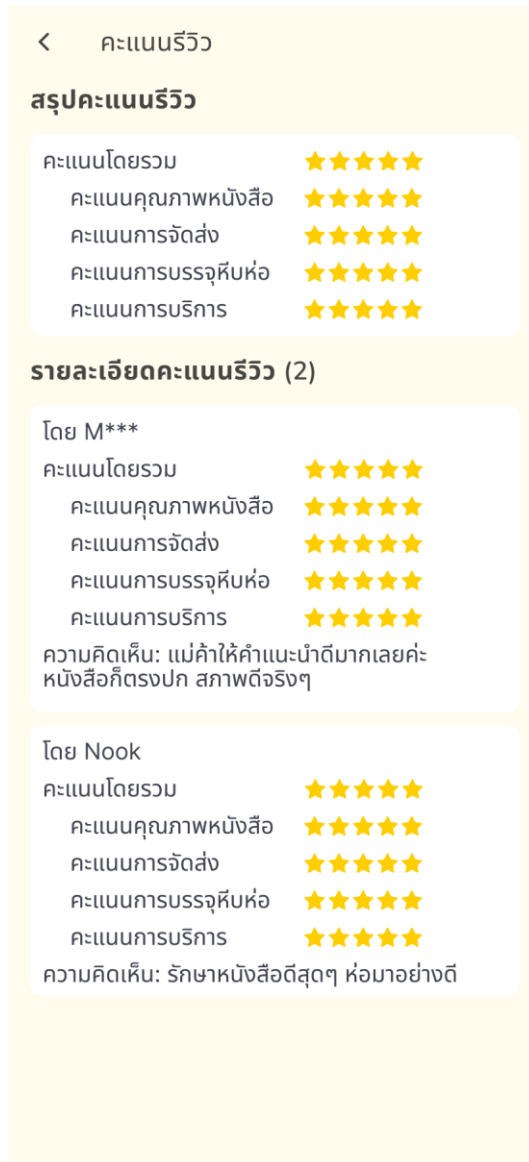 คะแนนรีวิว
สรุปคะแนนรีวิว
คะแนนโดยรวม
คะแนนคุณภาพหนังสือ
คะแนนการจัดส่ง
คะแนนการบรรจุหีบห่อ
คะแนนการบริการ
รายละเอียดคะแนนรีวิว (2)
โดย M***
คะแนนโดยรวม
คะแนนคุณภาพหนังสือ
คะแนนการจัดส่ง
คะแนนการบรรจุหีบห่อ
คะแนนการบริการ
ความคิดเห็น: แม่ค้าให้คำแนะนำดีมากเลยค่ะ
หนังสือก็ตรงปก สภาพดีจริงๆ
โดย Nook
คะแนนโดยรวม
คะแนนคุณภาพหนังสือ
คะแนนการจัดส่ง
คะแนนการบรรจุหีบห่อ
คะแนนการบริการ
ความคิดเห็น: รักษาหนังสือดีสุดๆ ห่อมาอย่างดี